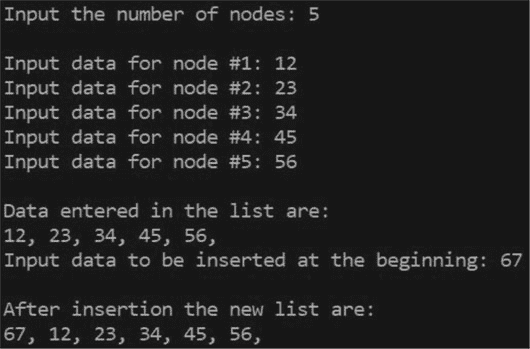 Input the number of nodes: 5
Input data for node #1: 12
Input data for node #2: 23
Input data for node #3: 34
Input data for node #4: 45
Input data for node #5: 56
Data entered in the list are:
12, 23, 34, 45, 56,
Input data to be inserted at the beginning: 67
After insertion the new list are:
67, 12, 23, 34, 45, 56,